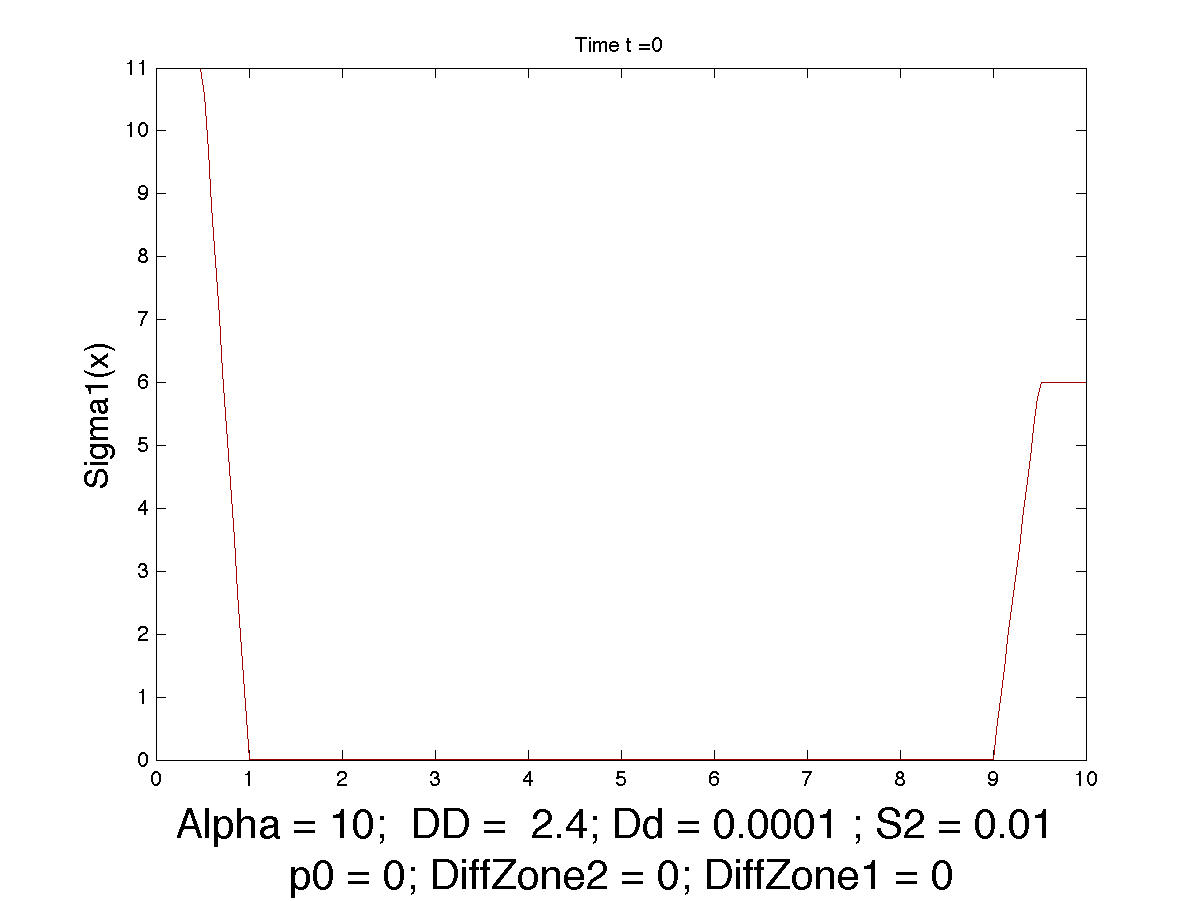 Time t =0
11
10
9
8
7
6
5
4
3
2
1
0
Sigma1(x)
0 1 2 3 4 5 6 7 8 9 10
Alpha = 10;  DD =  2.4; Dd = 0.0001 ; S2 = 0.01
p0 = 0; DiffZone2 = 0; DiffZone1 = 0